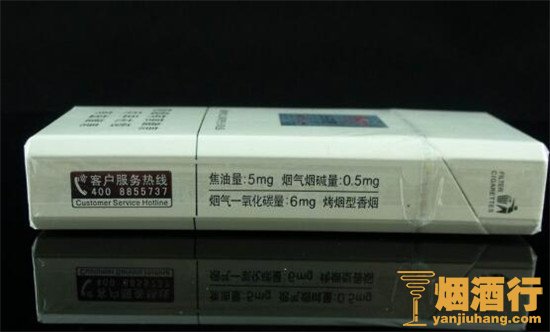 客户服务热线
400 8855737
Customer Service Hotline
焦油量:5mg 烟气烟碱量:0.5mg
烟气一氧化碳量:6mg 烤烟型香烟
FILTER
CIGARETTES
烟酒行
yanjiuhang.com